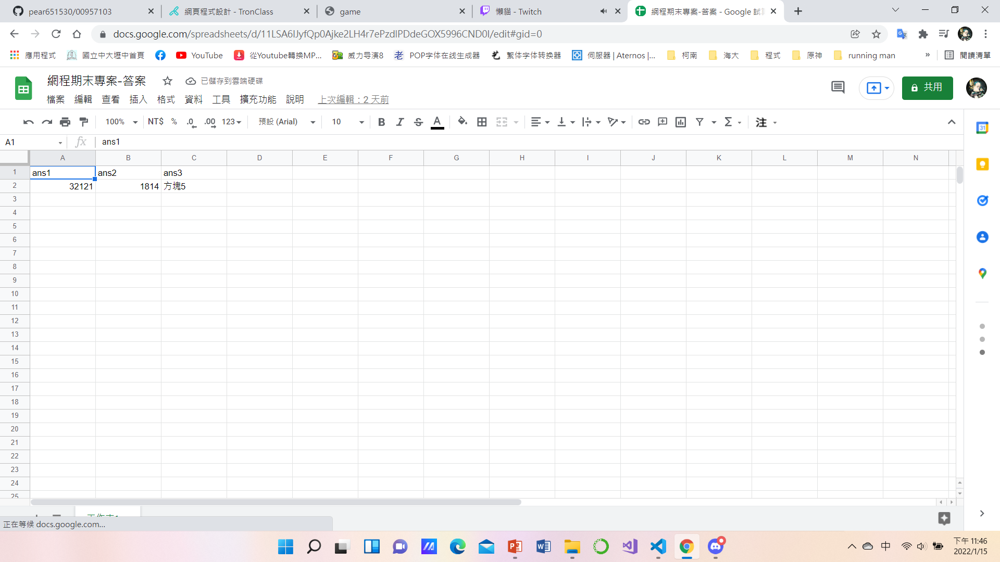 pear651530/00957103
網頁程式設計 - TronClass
game
懶貓 - Twitch
網程期末專案-答案 - Google 試
docs.google.com/spreadsheets/d/11LSA6lJyfQp0Ajke2LH4r7ePzdlPDdeGOX5996CND0I/edit#gid=0
應用程式
國立中大壢中首頁
YouTube
從Youtube轉換MP...
威力导演8
POP字体在线生成器
繁体字体转换器
伺服器 | Aternos |...
柯南
海大
程式
原神
running man
»
閱讀清單
網程期末專案-答案
已儲存到雲端硬碟
檔案 編輯 查看 插入 格式 資料 工具 擴充功能 說明 上次編輯：2 天前
共用
100% NT$ % .0 .00 123 預設 (Arial) 10 B I S A Σ 注
A1 fx ans1
A B C D E F G H I J K L M N
1 ans1 ans2 ans3
2 32121 1814 方塊5
3
4
5
6
7
8
9
10
11
12
13
14
15
16
17
18
19
20
21
22
23
24
25
正在等候 docs.google.com...
中
下午 11:46
2022/1/15